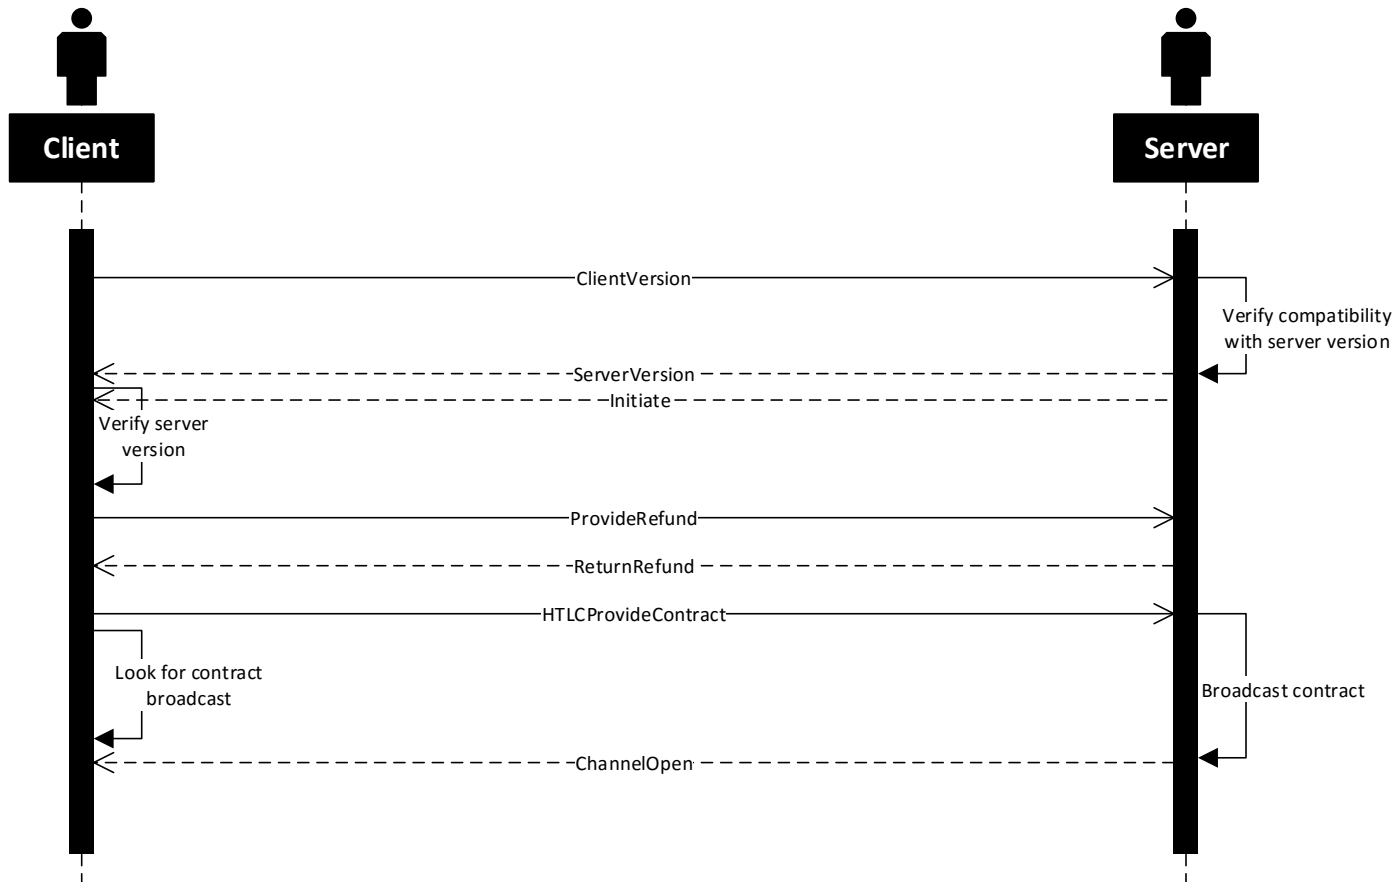 Client
Server
ClientVersion
Verify compatibility
with server version
ServerVersion
Initiate
Verify server
version
ProvideRefund
ReturnRefund
HTLCProvideContract
Look for contract
broadcast
Broadcast contract
ChannelOpen